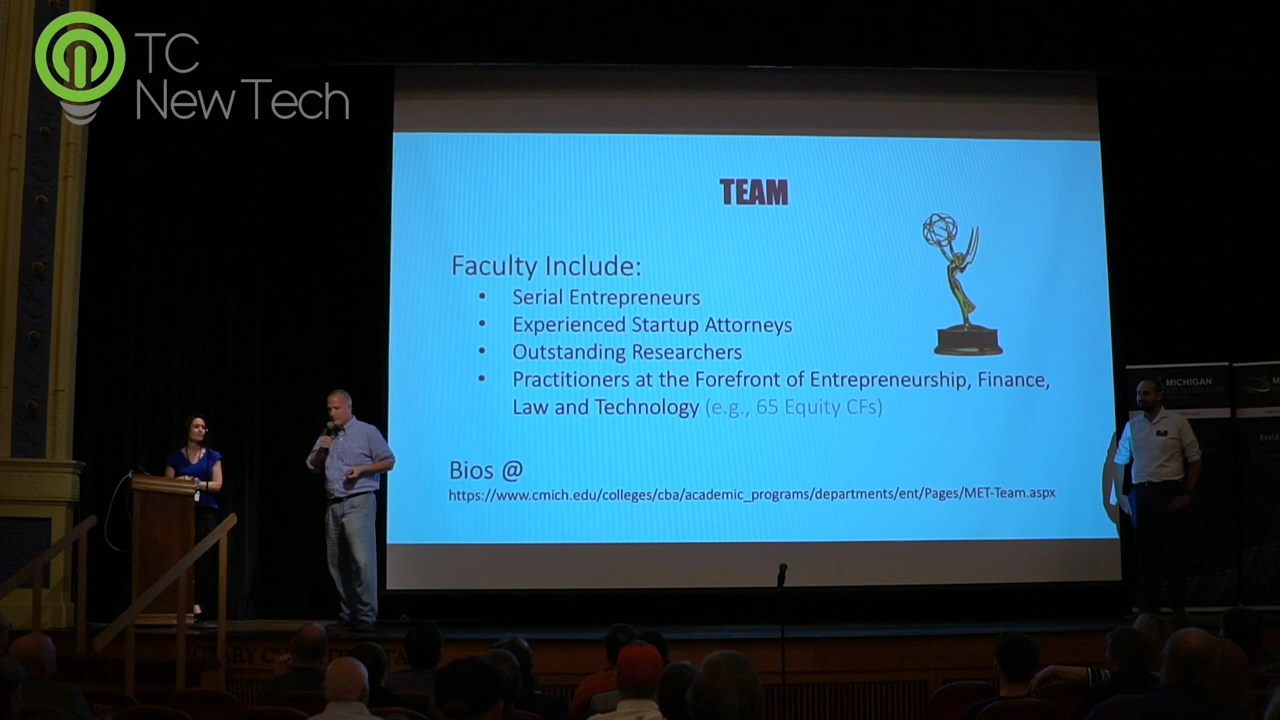 TC
NewTech
TEAM
Faculty Include:
• Serial Entrepreneurs
• Experienced Startup Attorneys
• Outstanding Researchers
• Practitioners at the Forefront of Entrepreneurship, Finance,
Law and Technology (e.g., 65 Equity CFs)
Bios @
https://www.cmich.edu/colleges/cba/academic_programs/departments/ent/Pages/MET-Team.aspx
MICHIGAN